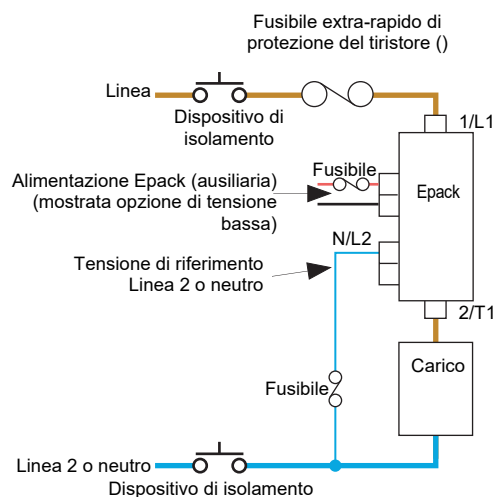 Fusibile extra-rapido di
protezione del tiristore ()
Linea
1/L1
Dispositivo di
isolamento
Fusibile
Alimentazione Epack (ausiliaria)
(mostrata opzione di tensione
bassa)
Epack
N/L2
Tensione di riferimento
Linea 2 o neutro
2/T1
Carico
Fusibile
Linea 2 o neutro
Dispositivo di isolamento